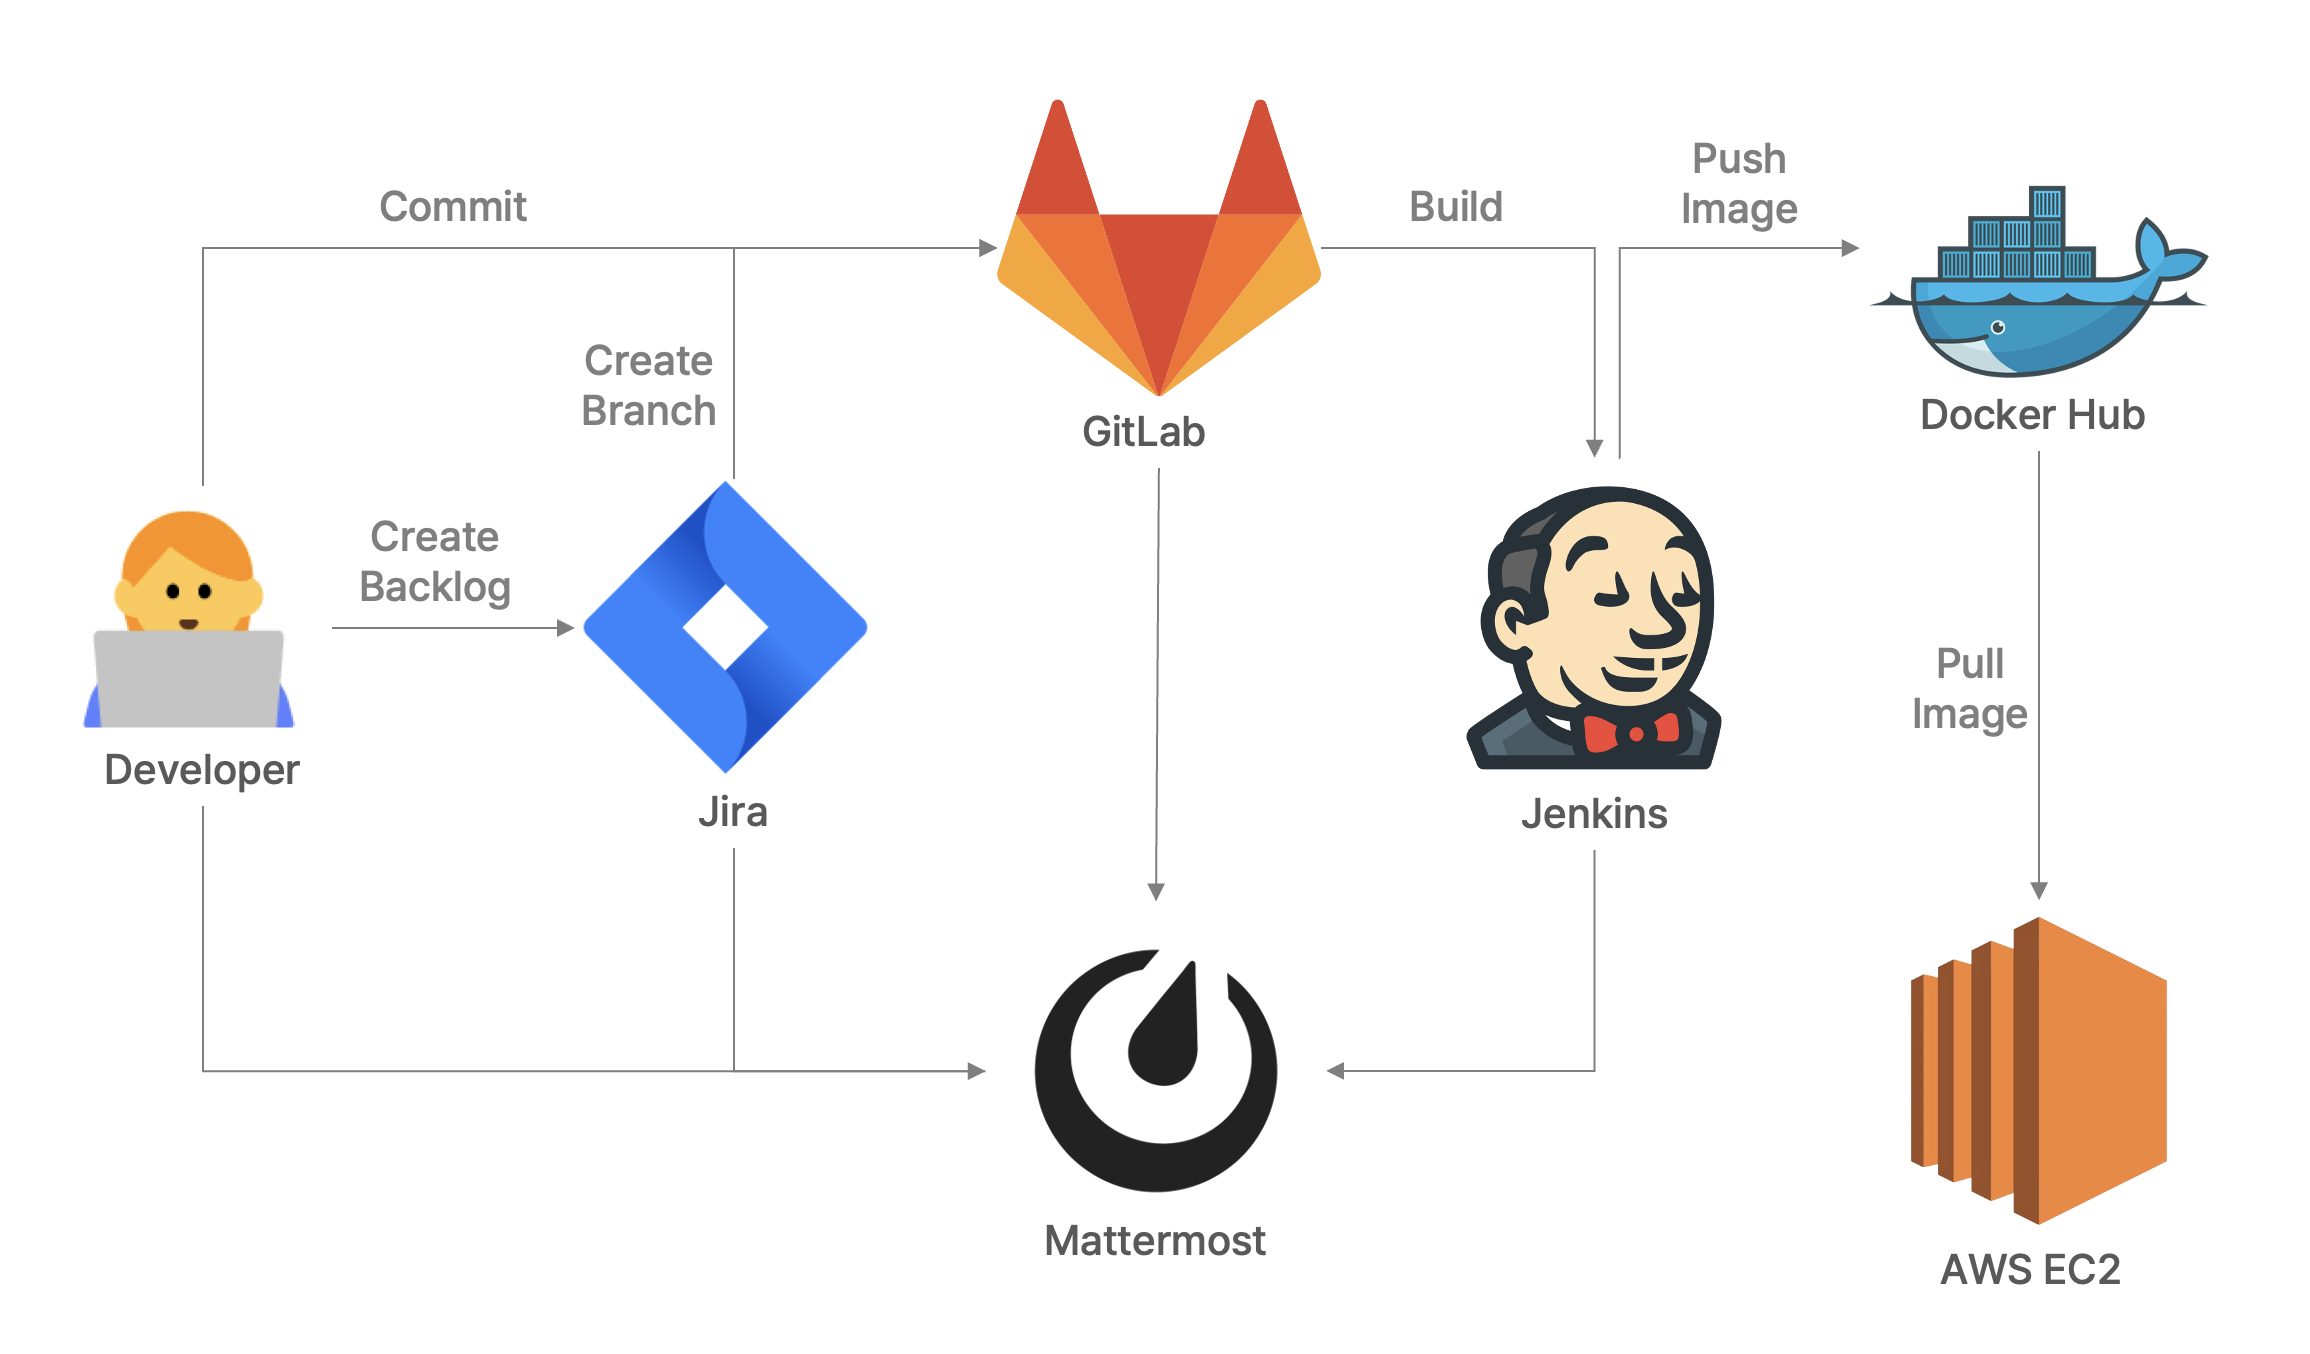 Commit
Build
Push
Image
Create
Branch
GitLab
Docker Hub
Create
Backlog
Developer
Jira
Jenkins
Pull
Image
Mattermost
AWS EC2